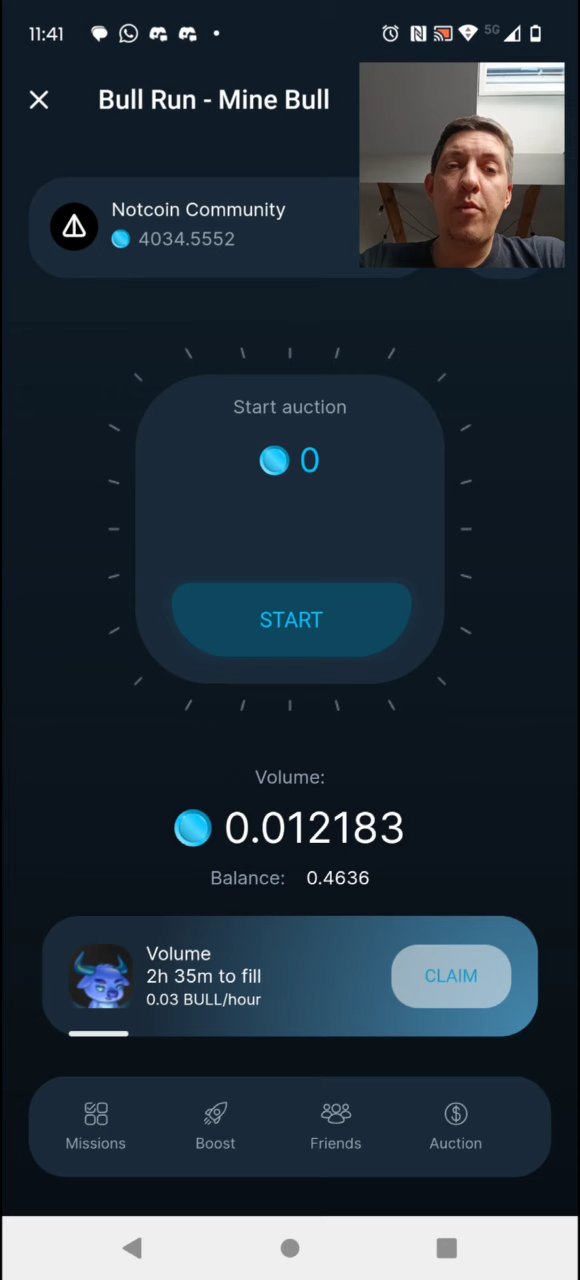 11:41
5G
Bull Run - Mine Bull
Notcoin Community
4034.5552
Start auction
0
START
Volume:
0.012183
Balance: 0.4636
Volume
2h 35m to fill
0.03 BULL/hour
CLAIM
Missions Boost Friends Auction